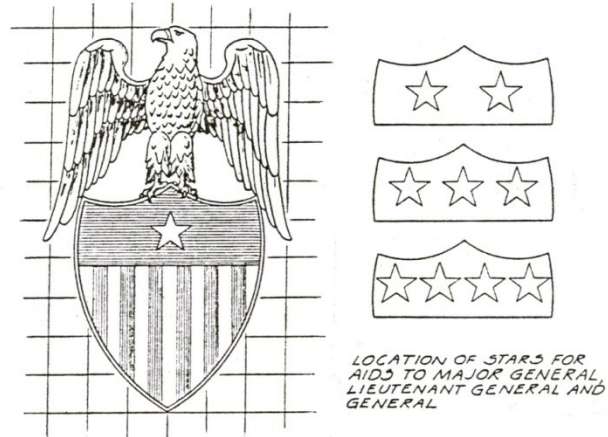 LOCATION OF STARS FOR
AIDS TO MAJOR GENERAL,
LIEUTENANT GENERAL AND
GENERAL